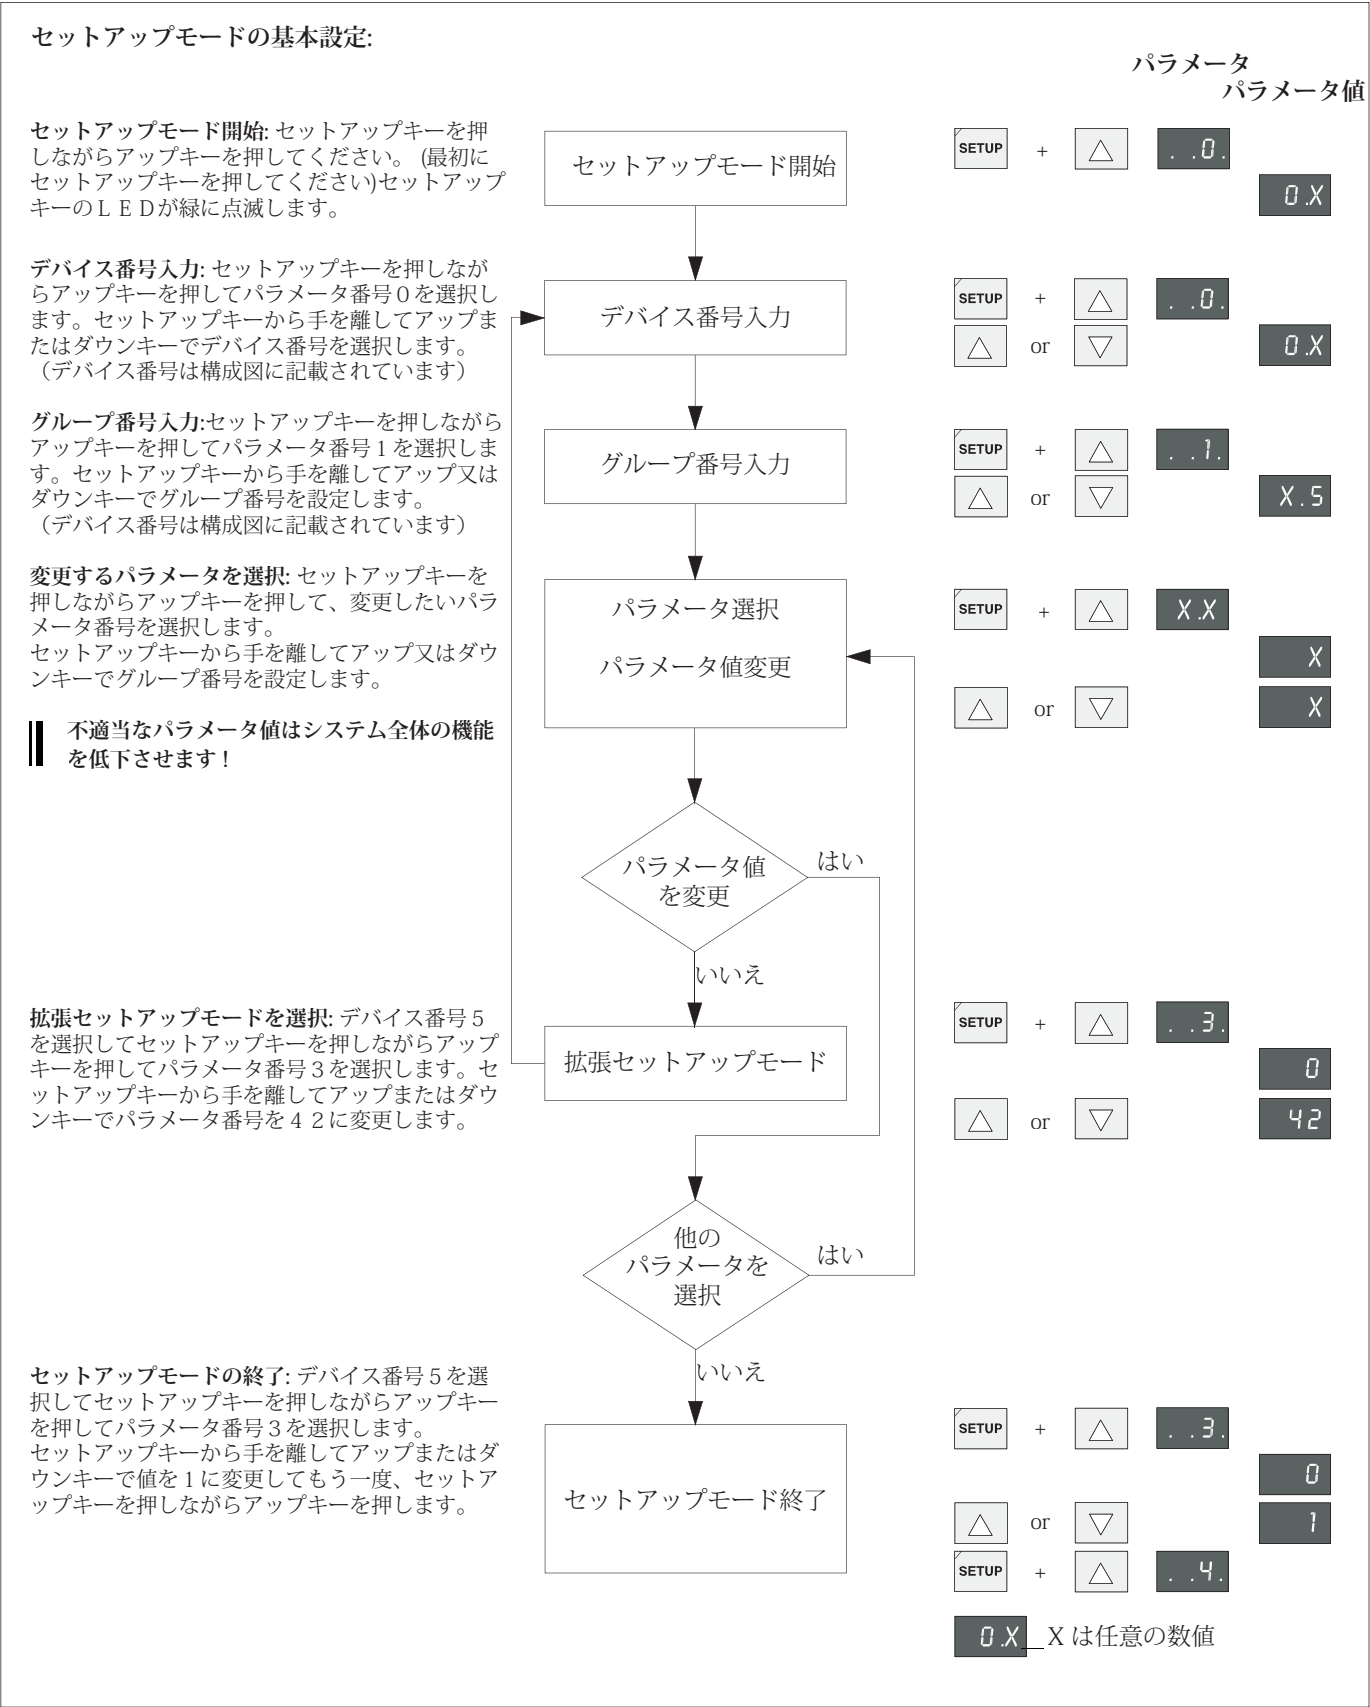 セットアップモードの基本設定:
パラメータ
パラメータ値
セットアップモード開始: セットアップキーを押
しながらアップキーを押してください。 (最初に
セットアップキーを押してください)セットアップ
キーのＬＥＤが緑に点滅します。
セットアップモード開始
SETUP + . .0.
0.X
デバイス番号入力: セットアップキーを押しなが
らアップキーを押してパラメータ番号０を選択し
ます。セットアップキーから手を離してアップま
たはダウンキーでデバイス番号を選択します。
（デバイス番号は構成図に記載されています）
デバイス番号入力
SETUP + . .0.
or 0.X
グループ番号入力:セットアップキーを押しながら
アップキーを押してパラメータ番号１を選択しま
す。セットアップキーから手を離してアップ又は
ダウンキーでグループ番号を設定します。
（デバイス番号は構成図に記載されています）
グループ番号入力
SETUP + . .1.
or X.5
変更するパラメータを選択: セットアップキーを
押しながらアップキーを押して、変更したいパラ
メータ番号を選択します。
セットアップキーから手を離してアップ又はダウ
ンキーでグループ番号を設定します。
不適当なパラメータ値はシステム全体の機能
を低下させます！
パラメータ選択
パラメータ値変更
SETUP + X.X
X
or X
パラメータ値
を変更
はい
いいえ
拡張セットアップモードを選択: デバイス番号５
を選択してセットアップキーを押しながらアップ
キーを押してパラメータ番号３を選択します。セ
ットアップキーから手を離してアップまたはダウ
ンキーでパラメータ番号を４２に変更します。
拡張セットアップモード
SETUP + . .3.
0
or 42
他の
パラメータを
選択
はい
いいえ
セットアップモードの終了: デバイス番号５を選
択してセットアップキーを押しながらアップキー
を押してパラメータ番号３を選択します。
セットアップキーから手を離してアップまたはダ
ウンキーで値を１に変更してもう一度、セットア
ップキーを押しながらアップキーを押します。
セットアップモード終了
SETUP + . .3.
0
or 1
SETUP + . .4.
0.X X は任意の数値